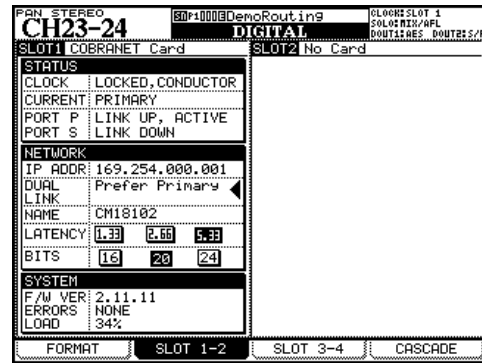 PAN STEREO
CH23-24
DemoRouting
DIGITAL
CLOCK:SLOT 1
SOLO:MIX/AFL
DOUT1:AES DOUT2:S/
SLOT1 COBRANET Card
SLOT2 No Card
STATUS
CLOCK LOCKED,CONDUCTOR
CURRENT PRIMARY
PORT P LINK UP, ACTIVE
PORT S LINK DOWN
NETWORK
IP ADDR 169.254.000.001
DUAL LINK Prefer Primary
NAME CM18102
LATENCY 1.33 2.66 5.33
BITS 16 20 24
SYSTEM
F/W VER 2.11.11
ERRORS NONE
LOAD 34%
FORMAT SLOT 1-2 SLOT 3-4 CASCADE